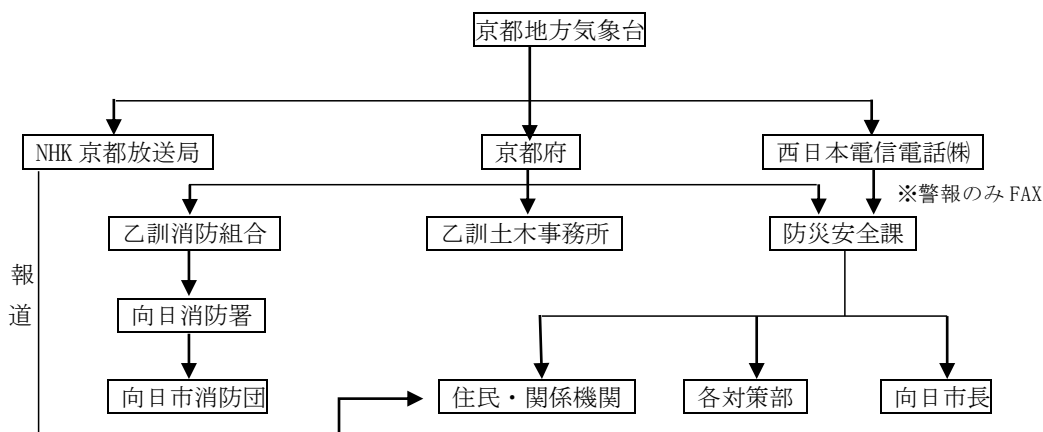 京都地方気象台
NHK 京都放送局
京都府
西日本電信電話㈱
※警報のみ FAX
乙訓消防組合
乙訓土木事務所
防災安全課
報道
向日消防署
向日市消防団
住民・関係機関
各対策部
向日市長